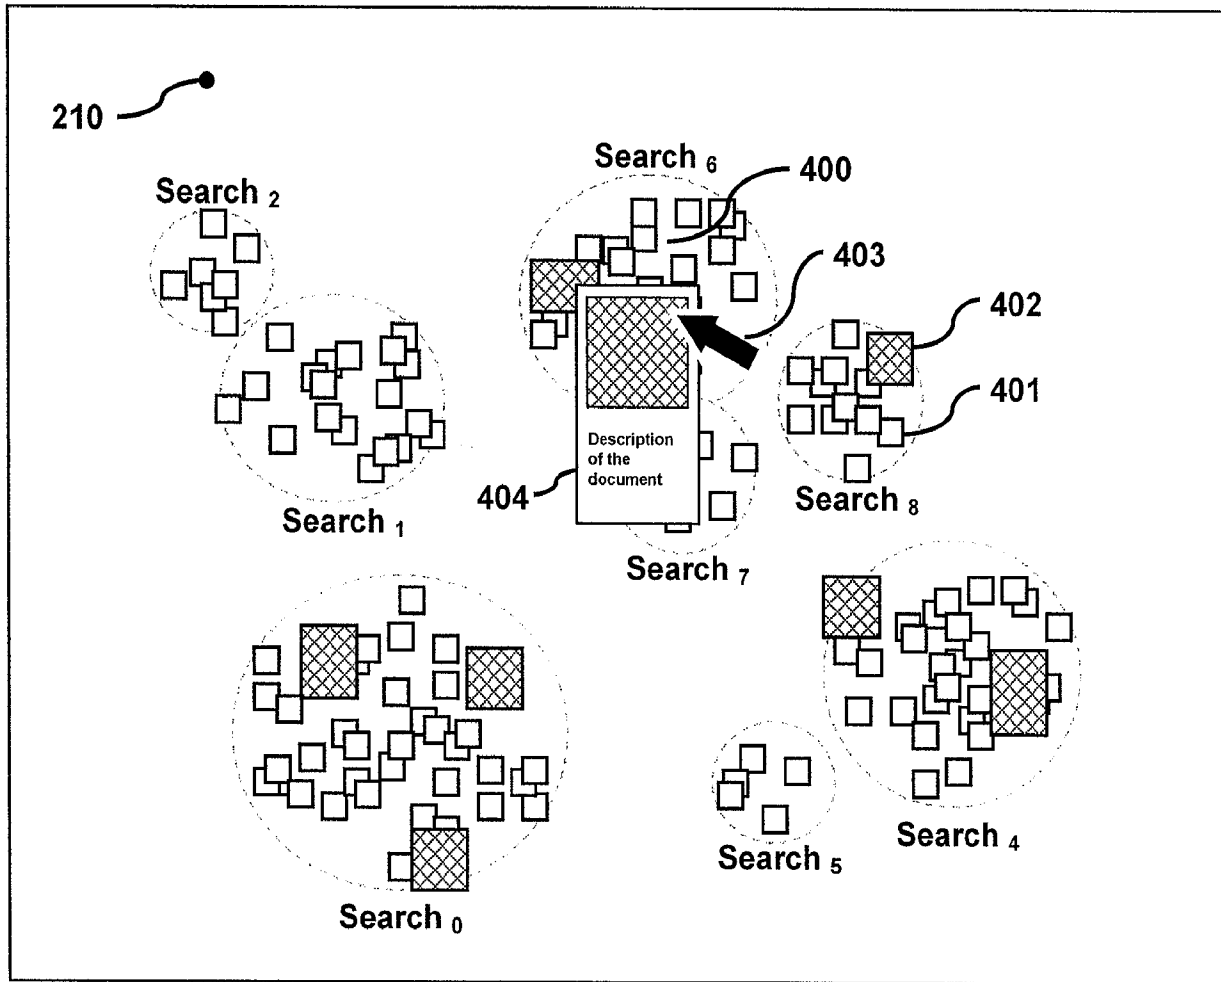 210
Search 6
400
Search 2
403
402
401
Description
of the
document
404
Search 8
Search 1
Search 7
Search 4
Search 5
Search 0